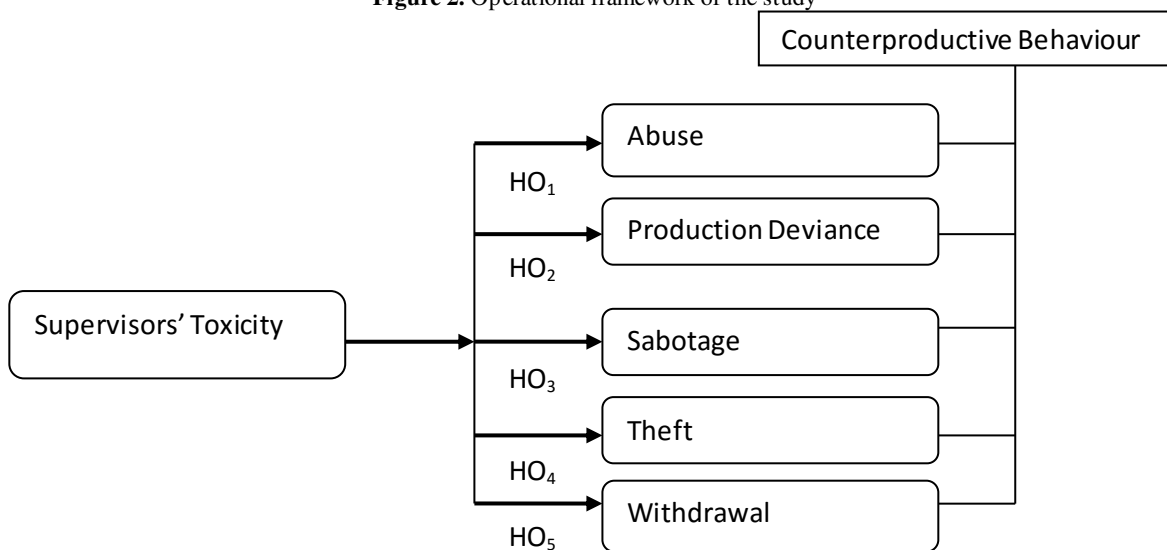 Figure 2. Operational framework of the study
Counterproductive Behaviour
Abuse
HO₁
Production Deviance
HO₂
Supervisors’ Toxicity
Sabotage
HO₃
Theft
HO₄
Withdrawal
HO₅